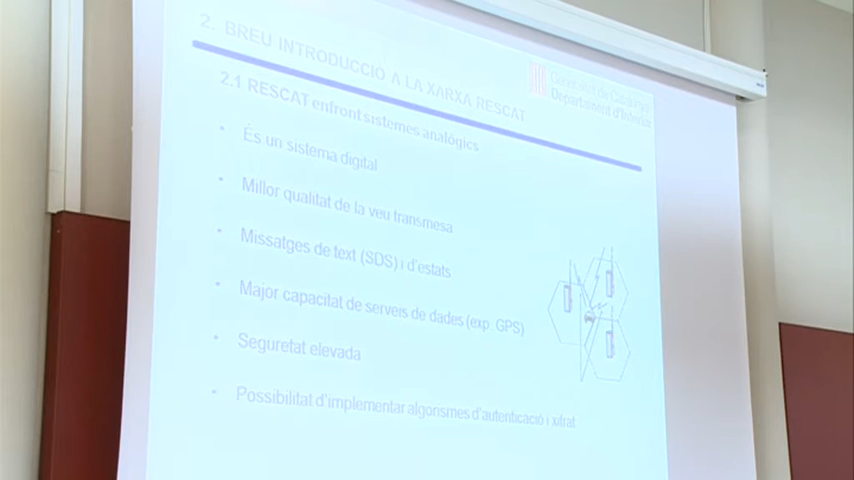 2. BREU INTRODUCCIÓ A LA XARXA RESCAT
Generalitat de Catalunya
Departament d'Interior
2.1 RESCAT enfront sistemes analógics
• És un sistema digital
• Millor qualitat de la veu transmesa
• Missatges de text (SDS) i d'estats
• Major capacitat de serveis de dades (exp. GPS)
• Seguretat elevada
• Possibilitat d'implementar algorismes d'autenticació i xifrat